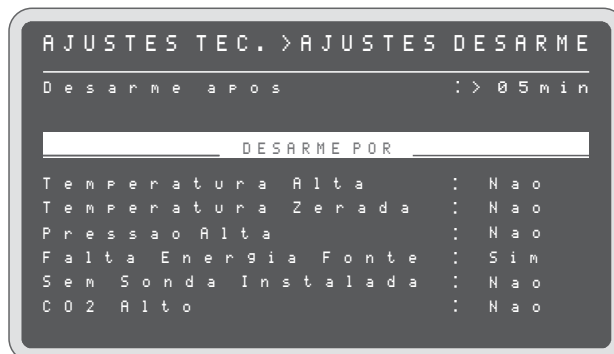 AJUSTES TEC. >AJUSTES DESARME
Desarme apos :> 05min
DESARME POR
Temperatura Alta : Nao
Temperatura Zerada : Nao
Pressao Alta : Nao
Falta Energia Fonte : Sim
Sem Sonda Instalada : Nao
CO2 Alto : Nao